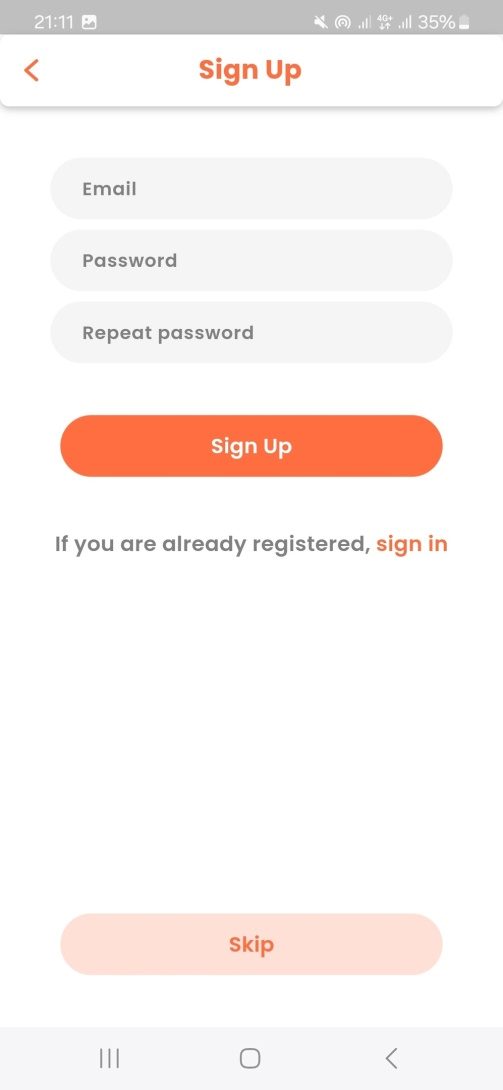 21:11 4G+ 35%
Sign Up
Email
Password
Repeat password
Sign Up
If you are already registered, sign in
Skip